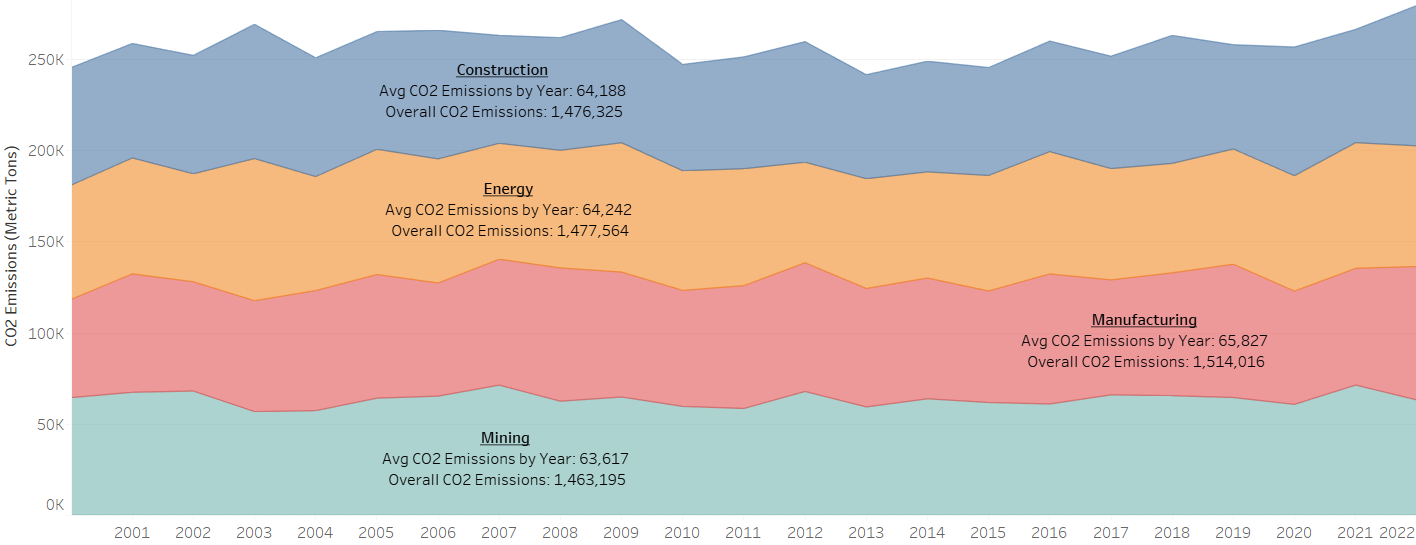 250K
200K
150K
100K
50K
0K
CO2 Emissions (Metric Tons)
Construction
Avg CO2 Emissions by Year: 64,188
Overall CO2 Emissions: 1,476,325
Energy
Avg CO2 Emissions by Year: 64,242
Overall CO2 Emissions: 1,477,564
Manufacturing
Avg CO2 Emissions by Year: 65,827
Overall CO2 Emissions: 1,514,016
Mining
Avg CO2 Emissions by Year: 63,617
Overall CO2 Emissions: 1,463,195
2001 2002 2003 2004 2005 2006 2007 2008 2009 2010 2011 2012 2013 2014 2015 2016 2017 2018 2019 2020 2021 2022